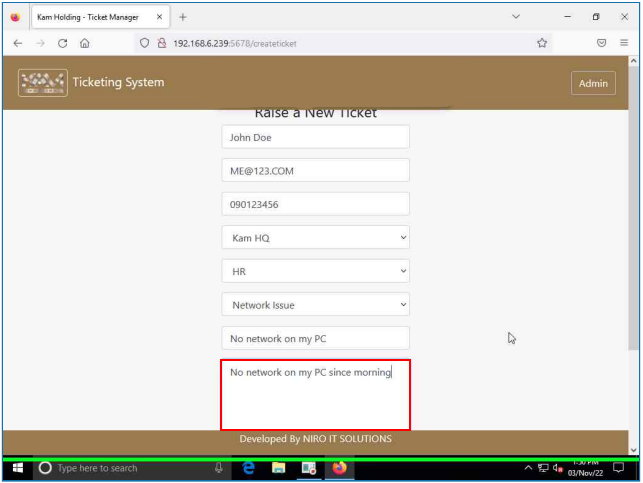 Kam Holding - Ticket Manager
192.168.6.239:5678/createticket
Ticketing System
Admin
Raise a New Ticket
John Doe
ME@123.COM
090123456
Kam HQ
HR
Network Issue
No network on my PC
No network on my PC since morning
Developed By NIRO IT SOLUTIONS
Type here to search
03/Nov/22